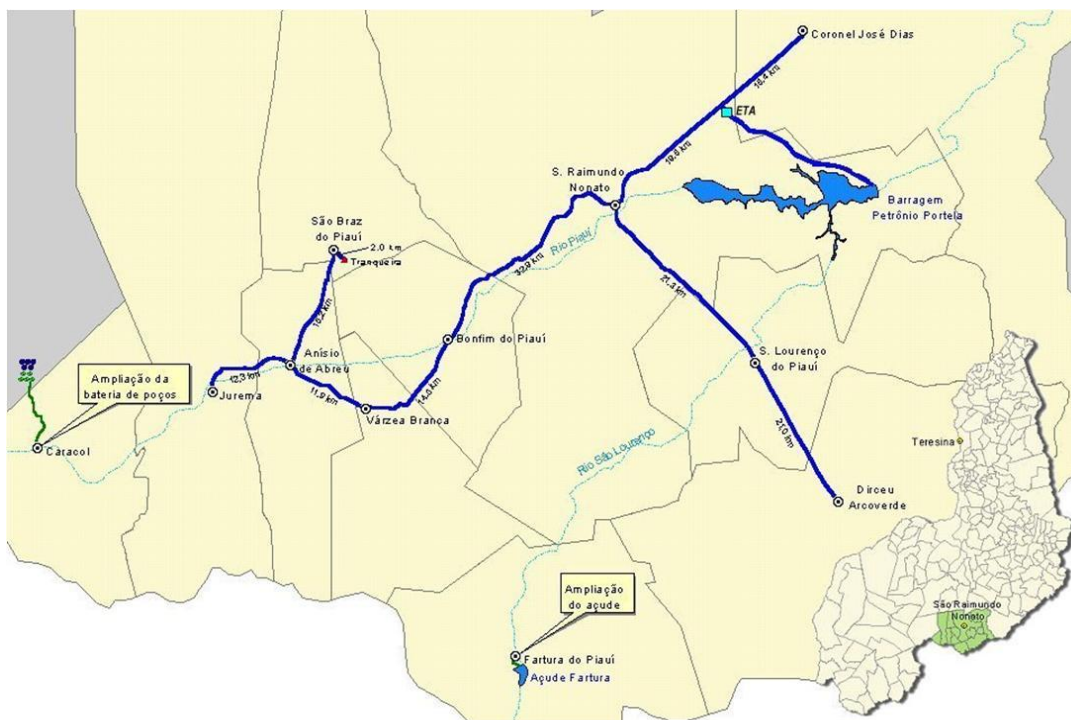 Coronel José Dias
16,4 km
ETA
19,6 km
S. Raimundo
Nonato
Barragem
Petrônio Portela
São Braz
do Piauí
2,0 km
Tranqueira
Rio Piauí
32,9 km
21,3 km
Bonfim do Piauí
Anísio
de Abreu
12,3 km
Jurema
11,9 km
Várzea Branca
S. Lourenço
do Piauí
21,0 km
Ampliação da
bateria de poços
Caracol
Rio São Lourenço
Dirceu
Arcoverde
Teresina
São Raimundo
Nonato
Ampliação
do açude
Fartura do Piauí
Açude Fartura